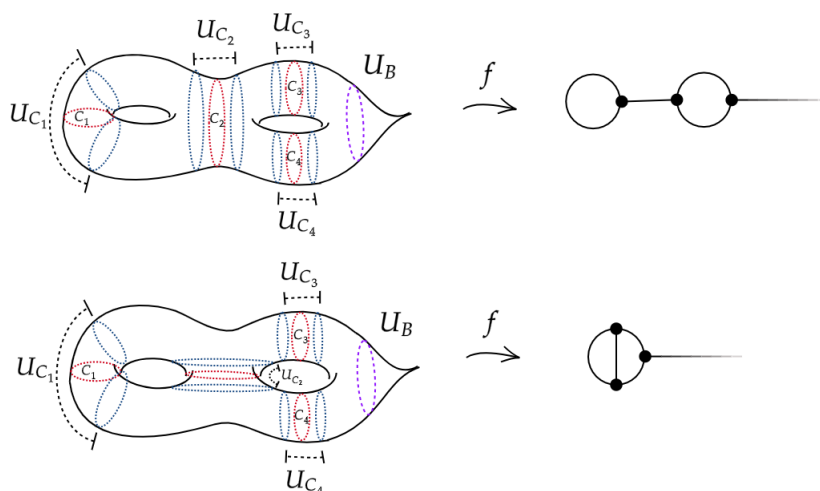 U_{C_2} U_{C_3}
U_B f
C_3
U_{C_1} C_1 C_2
C_4
U_{C_4}
U_{C_3}
U_B f
C_3
U_{C_1} C_1 U_{C_2}
C_4
U_{C_4}